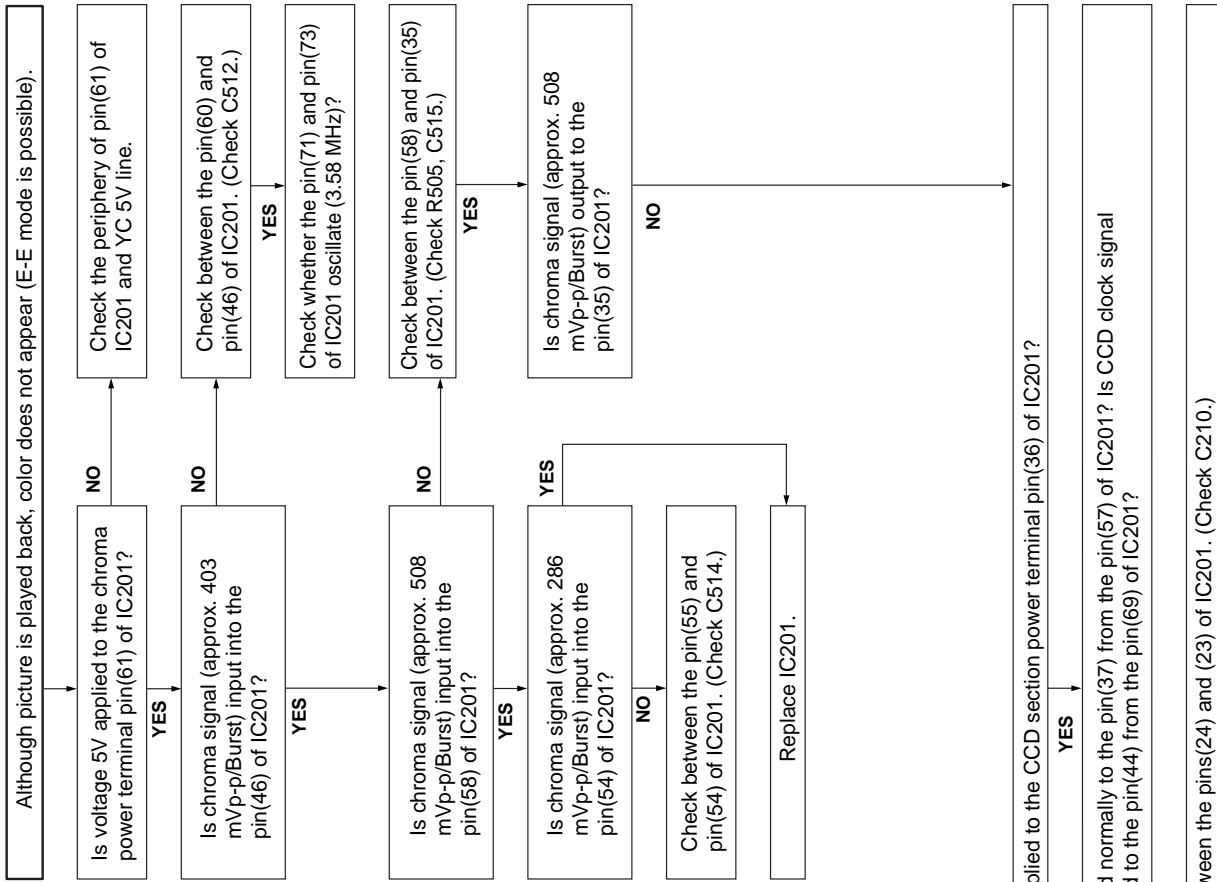 Although picture is played back, color does not appear (E-E mode is possible).
Is voltage 5V applied to the chroma
power terminal pin(61) of IC201?
NO
Check the periphery of pin(61) of
IC201 and YC 5V line.
YES
Is chroma signal (approx. 403
mVp-p/Burst) input into the
pin(46) of IC201?
NO
Check between the pin(60) and
pin(46) of IC201. (Check C512.)
YES
Check whether the pin(71) and pin(73)
of IC201 oscillate (3.58 MHz)?
YES
Is chroma signal (approx. 508
mVp-p/Burst) input into the
pin(58) of IC201?
NO
Check between the pin(58) and pin(35)
of IC201. (Check R505, C515.)
YES
Is chroma signal (approx. 508
mVp-p/Burst) output to the
pin(35) of IC201?
NO
YES
Is chroma signal (approx. 286
mVp-p/Burst) input into the
pin(54) of IC201?
YES
NO
Check between the pin(55) and
pin(54) of IC201. (Check C514.)
Replace IC201.
plied to the CCD section power terminal pin(36) of IC201?
YES
d normally to the pin(37) from the pin(57) of IC201? Is CCD clock signal
d to the pin(44) from the pin(69) of IC201?
ween the pins(24) and (23) of IC201. (Check C210.)